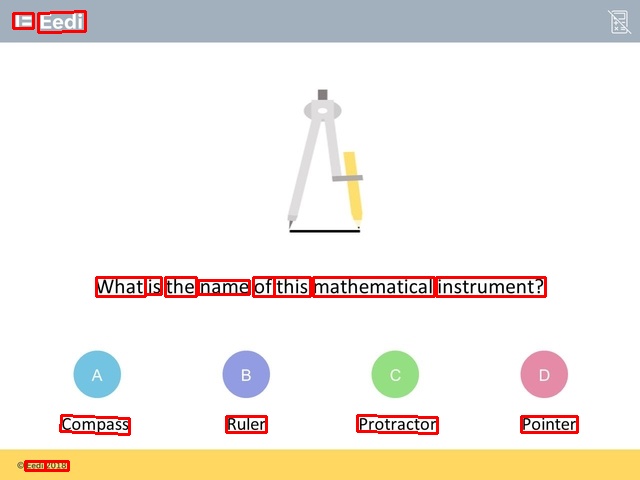 Eedi
What is the name of this mathematical instrument?
A B C D
Compass Ruler Protractor Pointer
© Eedi 2018